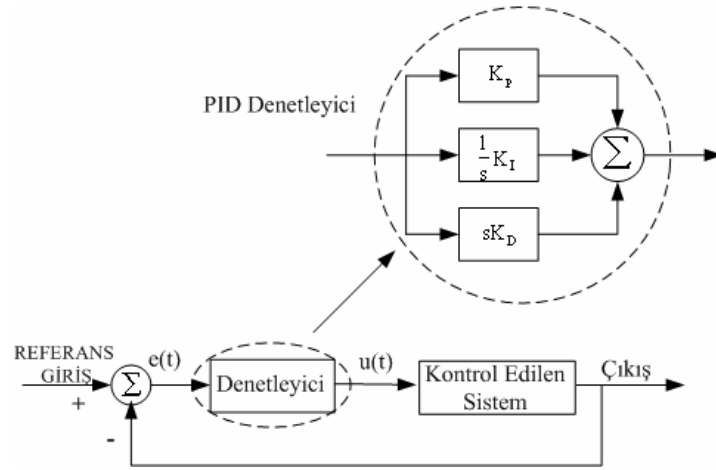 K_P
PID Denetleyici
1/s K_I
Σ
sK_D
REFERANS
GİRİŞ
+
-
Σ
e(t)
Denetleyici
u(t)
Kontrol Edilen
Sistem
Çıkış